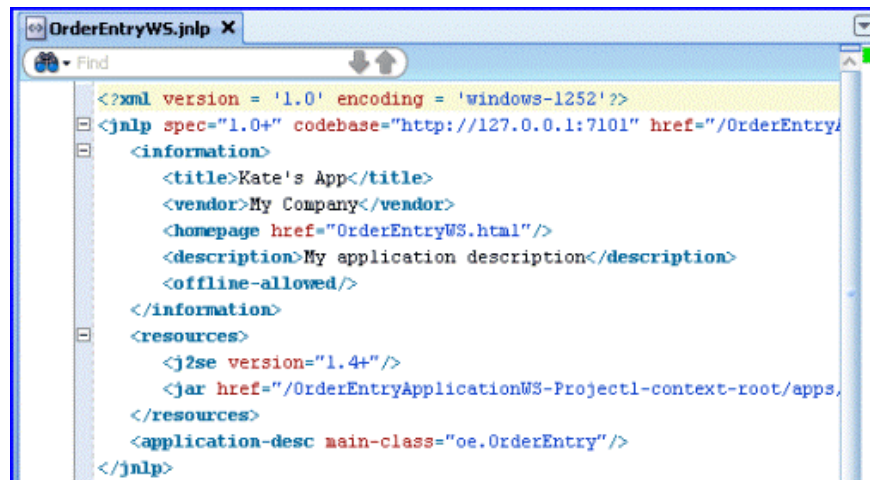 OrderEntryWS.jnlp
Find
<?xml version = '1.0' encoding = 'windows-1252'?>
<jnlp spec="1.0+" codebase="http://127.0.0.1:7101" href="/OrderEntryA
<information>
<title>Kate's App</title>
<vendor>My Company</vendor>
<homepage href="OrderEntryWS.html"/>
<description>My application description</description>
<offline-allowed/>
</information>
<resources>
<j2se version="1.4+"/>
<jar href="/OrderEntryApplicationWS-Project1-context-root/apps/
</resources>
<application-desc main-class="oe.OrderEntry"/>
</jnlp>